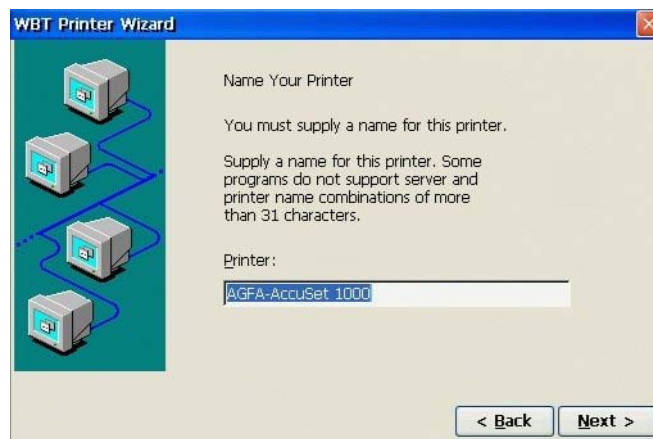 WBT Printer Wizard
Name Your Printer
You must supply a name for this printer.
Supply a name for this printer. Some
programs do not support server and
printer name combinations of more
than 31 characters.
Printer:
AGFA-AccuSet 1000
< Back Next >